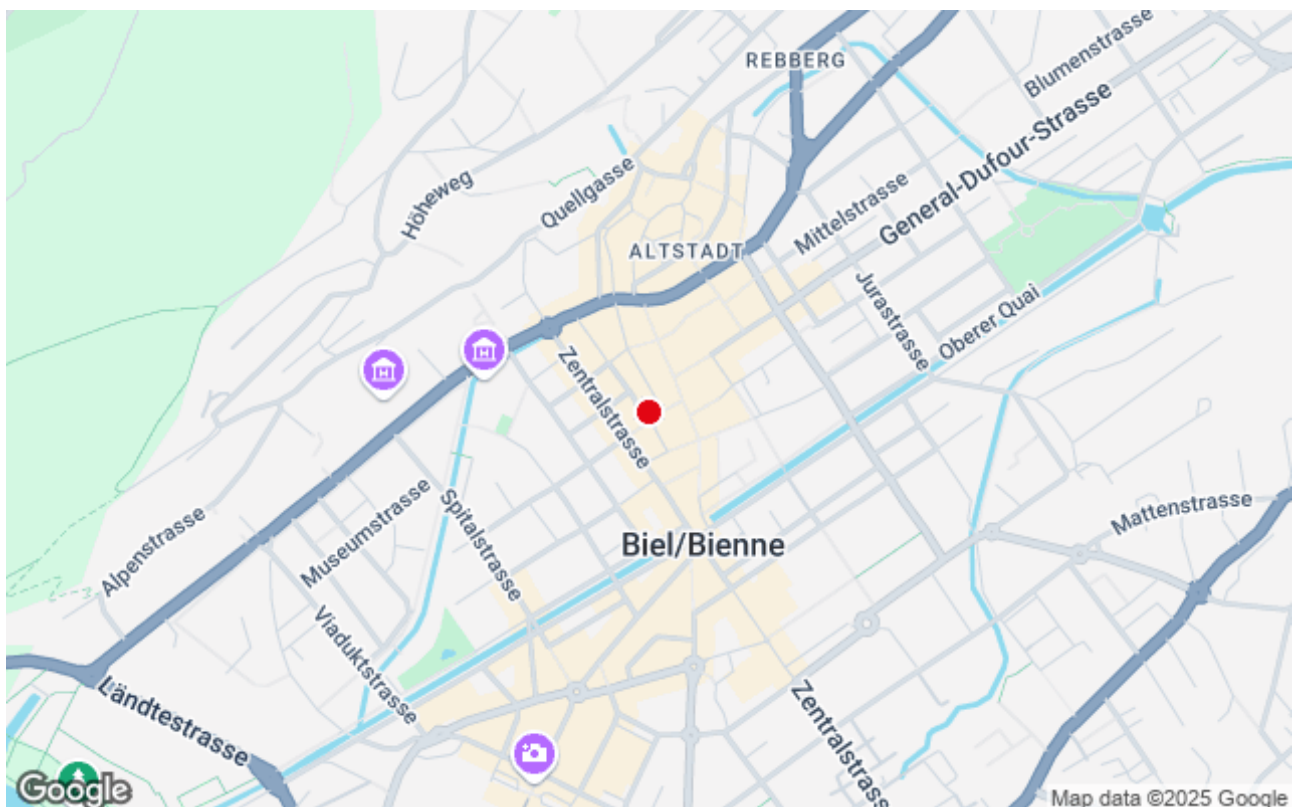 REBBERG
Blumenstrasse
General-Dufour-Strasse
Höheweg
Quellgasse
Mittelstrasse
ALTSTADT
Jurastrasse
Oberer Quai
Zentralstrasse
Spitalstrasse
Museumstrasse
Alpenstrasse
Mattenstrasse
Biel/Bienne
Viaduktstrasse
Ländtestrasse
Zentralstrasse
Google
Map data ©2025 Google